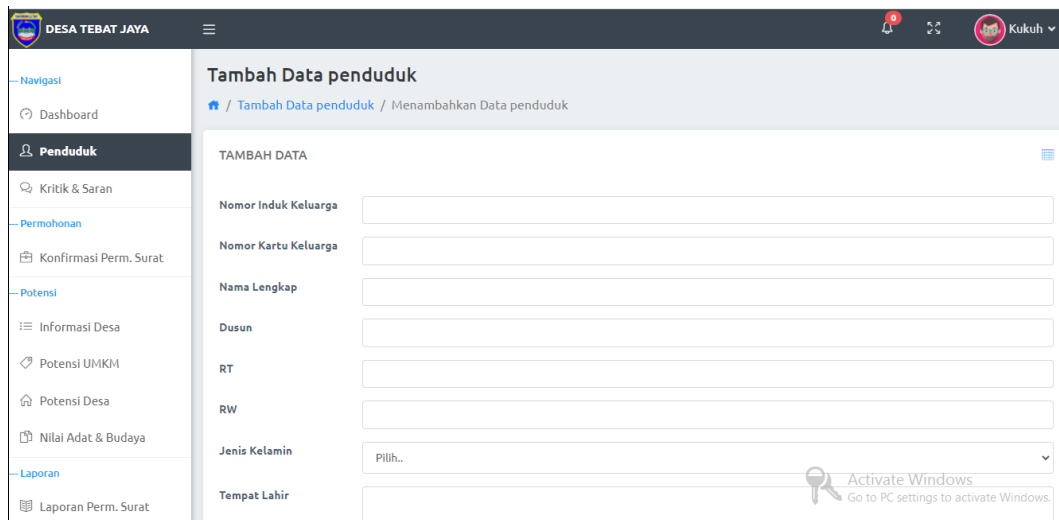 DESA TEBAT JAYA
0
Kukuh
Navigasi
Dashboard
Penduduk
Kritik & Saran
Permohonan
Konfirmasi Perm. Surat
Potensi
Informasi Desa
Potensi UMKM
Potensi Desa
Nilai Adat & Budaya
Laporan
Laporan Perm. Surat
Tambah Data penduduk
/ Tambah Data penduduk / Menambahkan Data penduduk
TAMBAH DATA
Nomor Induk Keluarga
Nomor Kartu Keluarga
Nama Lengkap
Dusun
RT
RW
Jenis Kelamin
Pilih..
Tempat Lahir
Activate Windows
Go to PC settings to activate Windows.